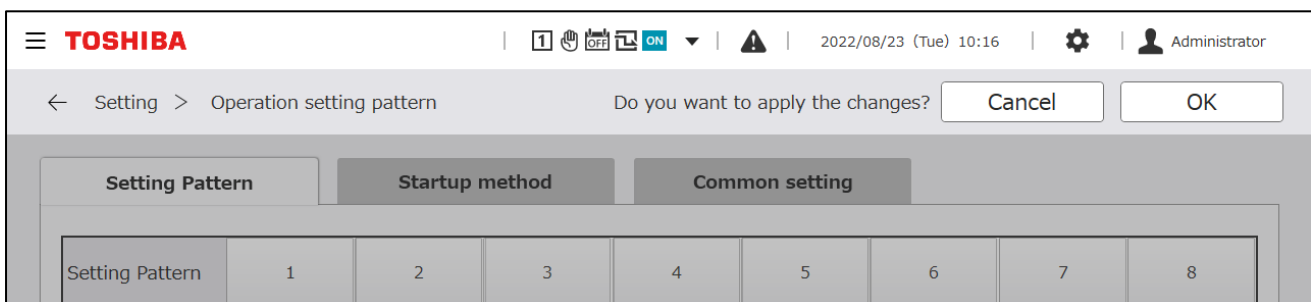 TOSHIBA 1 OFF ON 2022/08/23 (Tue) 10:16 Administrator
← Setting > Operation setting pattern Do you want to apply the changes? Cancel OK
Setting Pattern Startup method Common setting
Setting Pattern 1 2 3 4 5 6 7 8